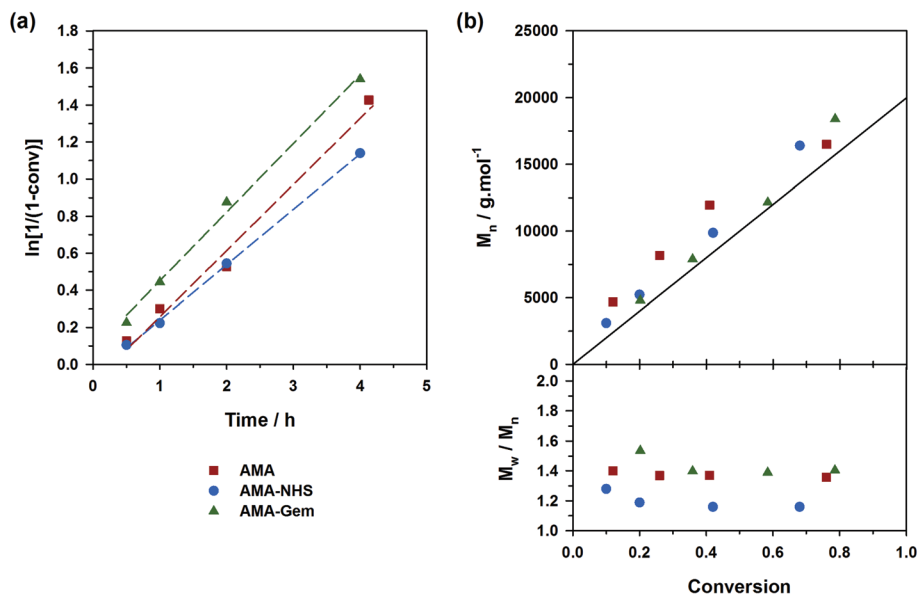 (a)
ln[1/(1-conv)]
1.8
1.6
1.4
1.2
1.0
0.8
0.6
0.4
0.2
0.0
0 1 2 3 4 5
Time / h
AMA
AMA-NHS
AMA-Gem
(b)
Mn / g.mol-1
25000
20000
15000
10000
5000
0
Mw / Mn
2.0
1.8
1.6
1.4
1.2
1.0
0.0 0.2 0.4 0.6 0.8 1.0
Conversion